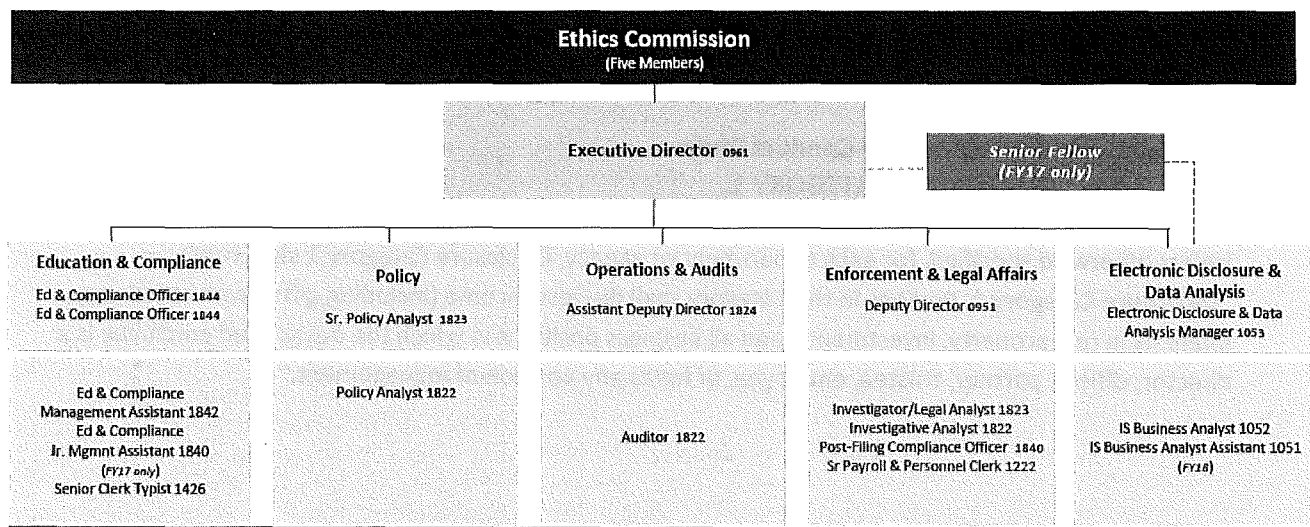 Ethics Commission
(Five Members)
Executive Director 0961
Senior Fellow
(FY17 only)
Education & Compliance
Ed & Compliance Officer 1844
Ed & Compliance Officer 1844
Policy
Sr. Policy Analyst 1823
Operations & Audits
Assistant Deputy Director 1824
Enforcement & Legal Affairs
Deputy Director 0951
Electronic Disclosure &
Data Analysis
Electronic Disclosure & Data
Analysis Manager 1053
Ed & Compliance
Management Assistant 1842
Ed & Compliance
Jr. Mgmnt Assistant 1840
(FY17 only)
Senior Clerk Typist 1426
Policy Analyst 1822
Auditor 1822
Investigator/Legal Analyst 1823
Investigative Analyst 1822
Post-Filing Compliance Officer 1840
Sr Payroll & Personnel Clerk 1222
IS Business Analyst 1052
IS Business Analyst Assistant 1051
(FY18)